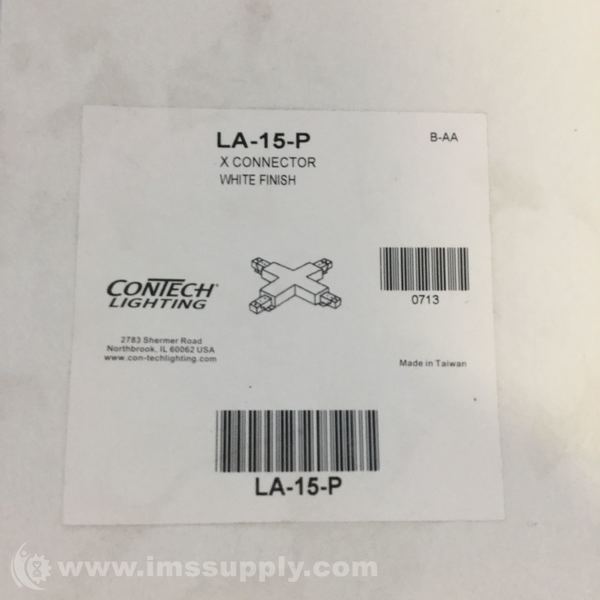 LA-15-P
B-AA
X CONNECTOR
WHITE FINISH
CONTECH®
LIGHTING
0713
2783 Shermer Road
Northbrook, IL 60062 USA
www.con-techlighting.com
Made in Taiwan
LA-15-P
www.imssupply.com